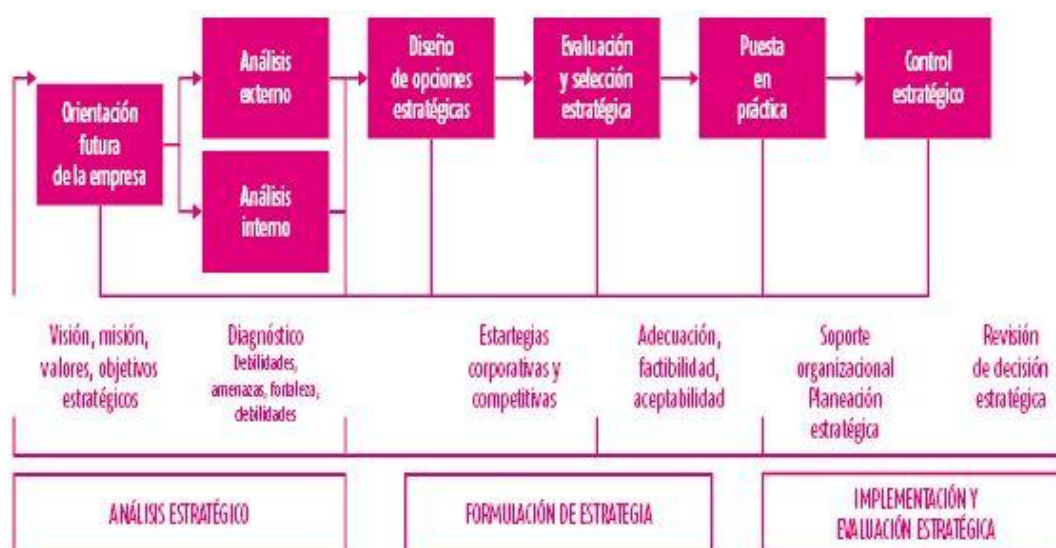 Orientación
futura
de la empresa
Análisis
externo
Análisis
interno
Diseño
de opciones
estratégicas
Evaluación
y selección
estratégica
Puesta
en
práctica
Control
estratégico
Visión, misión,
valores, objetivos
estratégicos
Diagnóstico
Debilidades,
amenazas, fortaleza,
debilidades
Estartegias
corporativas y
competitivas
Adecuación,
factibilidad,
aceptabilidad
Soporte
organizacional
Planeación
estratégica
Revisión
de decisión
estratégica
ANÁLISIS ESTRATÉGICO
FORMULACIÓN DE ESTRATEGIA
IMPLEMENTACIÓN Y
EVALUACIÓN ESTRATÉGICA